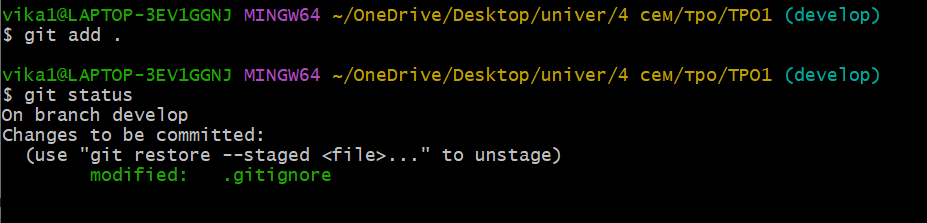 vika1@LAPTOP-3EV1GGNJ MINGW64 ~/OneDrive/Desktop/univer/4 сем/тро/ТРО1 (develop)
$ git add .
vika1@LAPTOP-3EV1GGNJ MINGW64 ~/OneDrive/Desktop/univer/4 сем/тро/ТРО1 (develop)
$ git status
On branch develop
Changes to be committed:
  (use "git restore --staged <file>..." to unstage)
        modified:   .gitignore